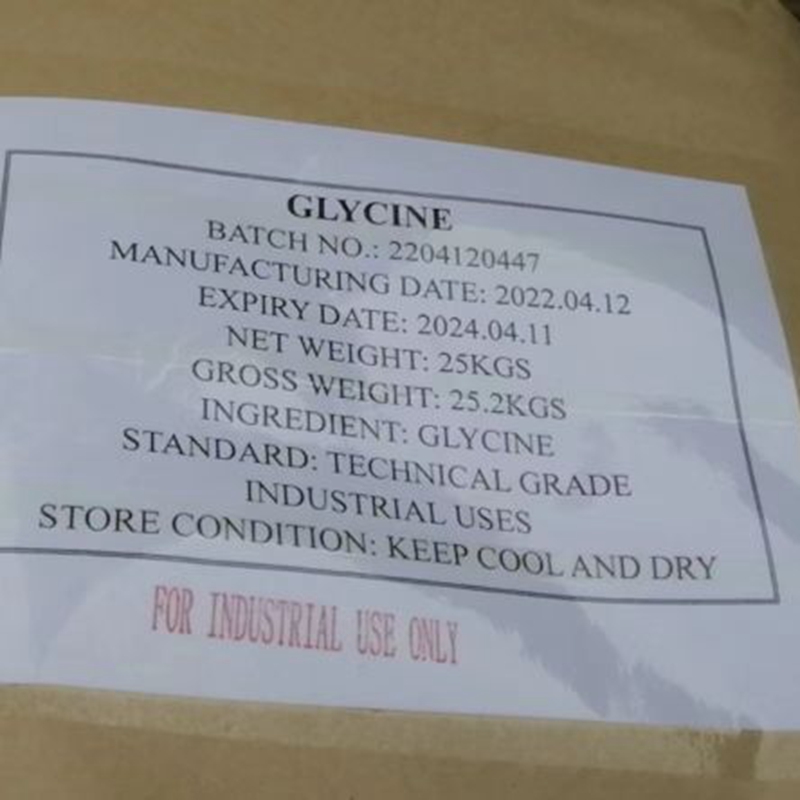 GLYCINE
BATCH NO.: 2204120447
MANUFACTURING DATE: 2022.04.12
EXPIRY DATE: 2024.04.11
NET WEIGHT: 25KGS
GROSS WEIGHT: 25.2KGS
INGREDIENT: GLYCINE
STANDARD: TECHNICAL GRADE
INDUSTRIAL USES
STORE CONDITION: KEEP COOL AND DRY
FOR INDUSTRIAL USE ONLY